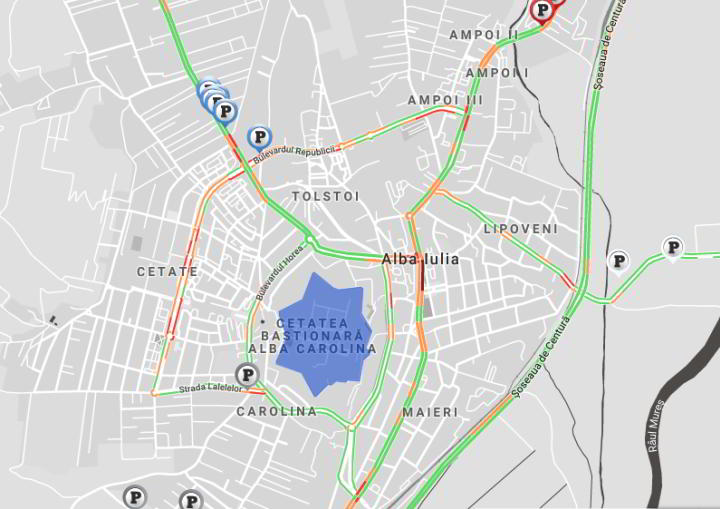 P
P
AMPOI II
Șoseaua de Centură
AMPOI I
P
AMPOI III
P
P
Bulevardul Republicii
TOLSTOI
LIPOVENI
P
P
Bulevardul Horea
Alba Iulia
CETATE
CETATEA
BASTIONARĂ
ALBA CAROLINA
Șoseaua de Centură
P
Strada Lalelelor
CAROLINA
MAIERI
Râul Mureș
P
P